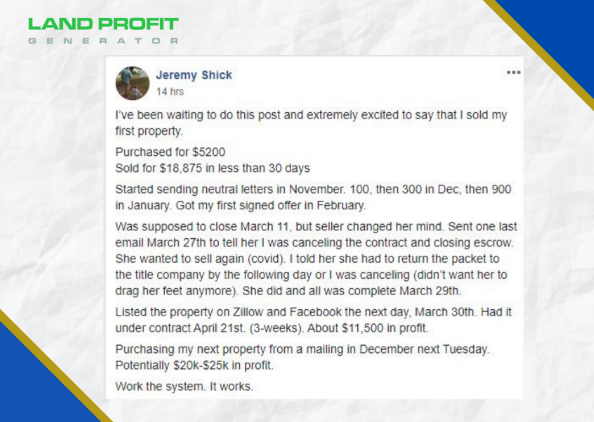 LAND PROFIT
GENERATOR
Jeremy Shick
14 hrs
I've been waiting to do this post and extremely excited to say that I sold my
first property.
Purchased for $5200
Sold for $18,875 in less than 30 days
Started sending neutral letters in November. 100, then 300 in Dec, then 900
in January. Got my first signed offer in February.
Was supposed to close March 11, but seller changed her mind. Sent one last
email March 27th to tell her I was canceling the contract and closing escrow.
She wanted to sell again (covid). I told her she had to return the packet to
the title company by the following day or I was canceling (didn't want her to
drag her feet anymore). She did and all was complete March 29th.
Listed the property on Zillow and Facebook the next day, March 30th. Had it
under contract April 21st. (3-weeks). About $11,500 in profit.
Purchasing my next property from a mailing in December next Tuesday.
Potentially $20k-$25k in profit.
Work the system. It works.